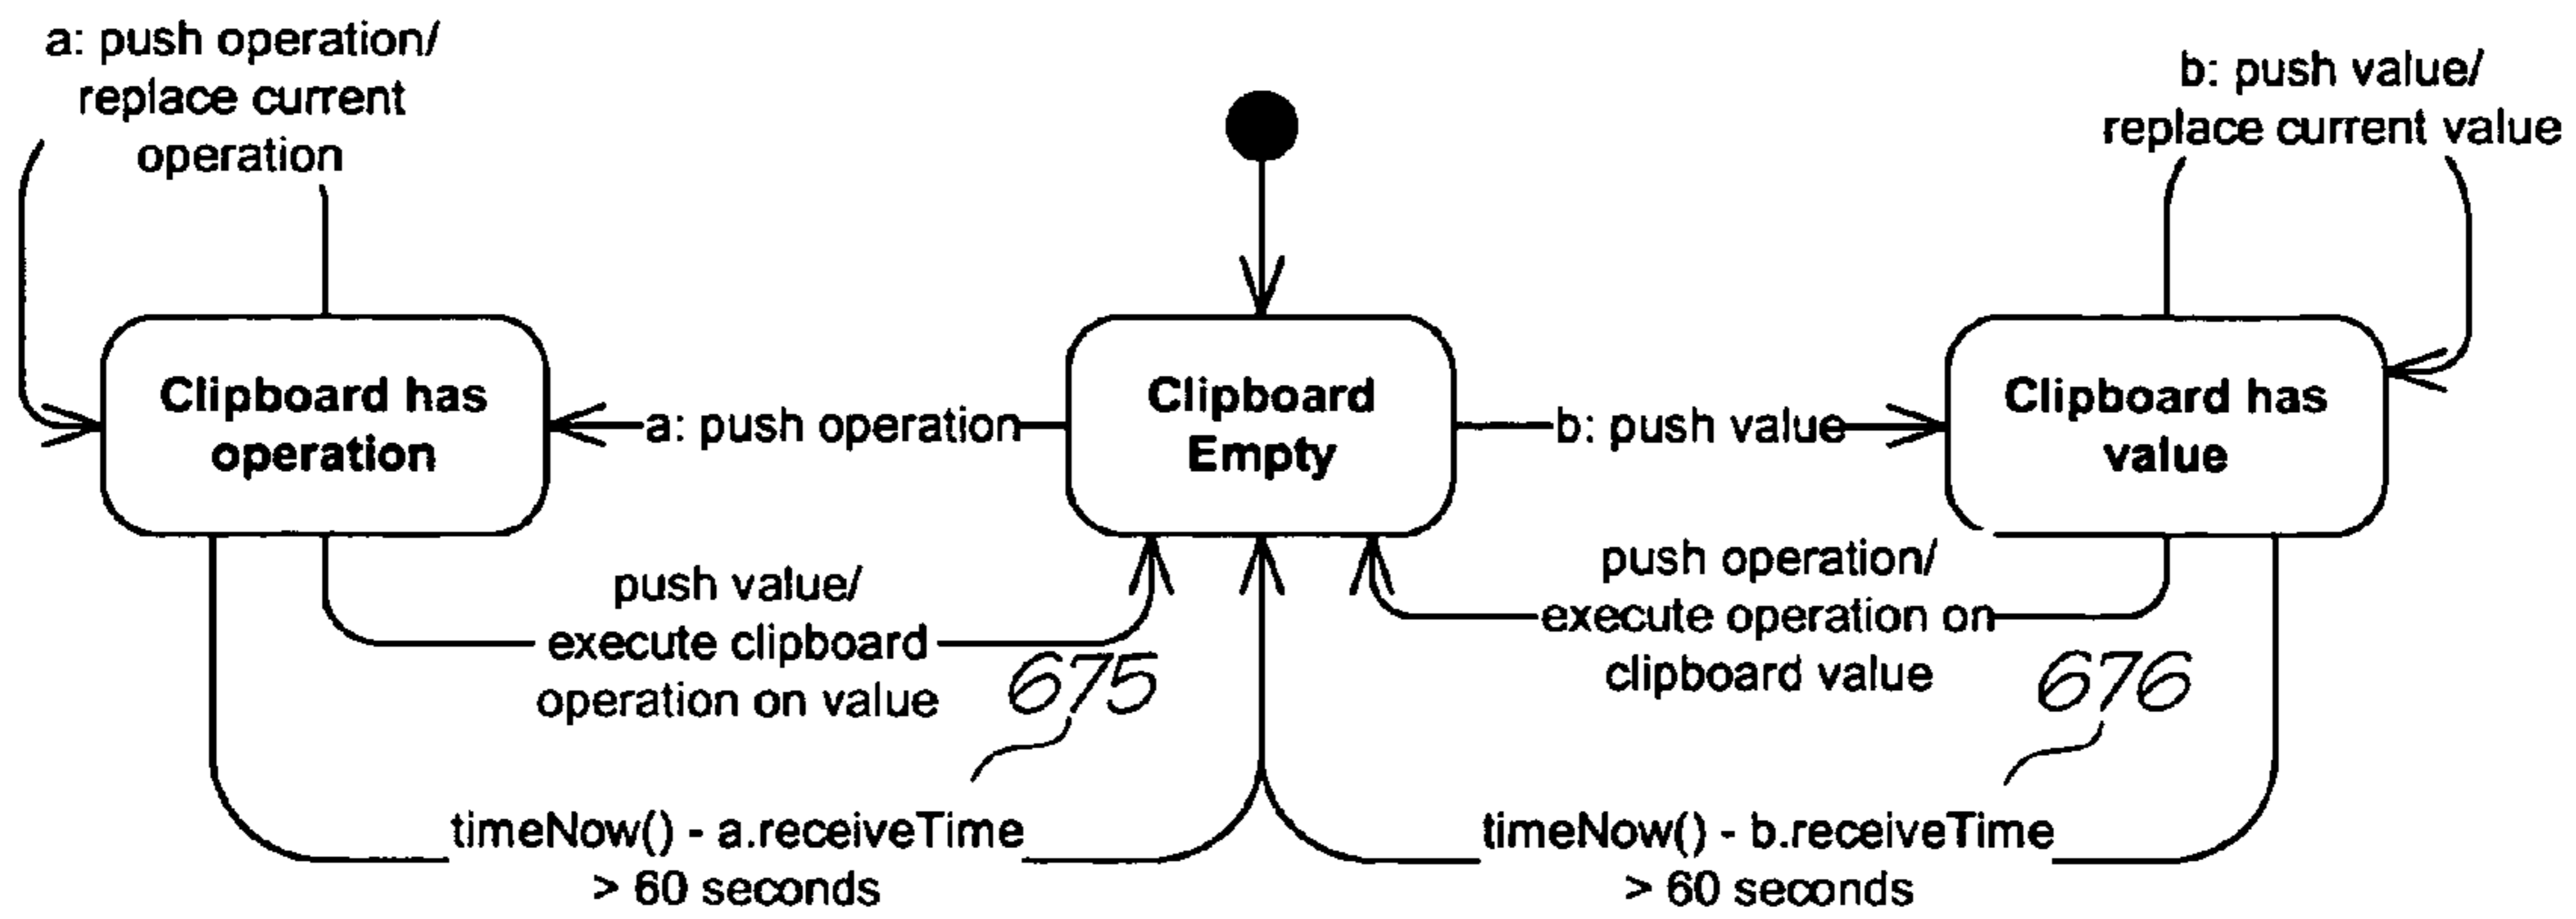 a: push operation/
replace current
operation
b: push value/
replace current value
Clipboard has
operation
a: push operation
Clipboard
Empty
b: push value
Clipboard has
value
push value/
execute clipboard
operation on value
675
push operation/
execute operation on
clipboard value
676
timeNow() - a.receiveTime
> 60 seconds
timeNow() - b.receiveTime
> 60 seconds